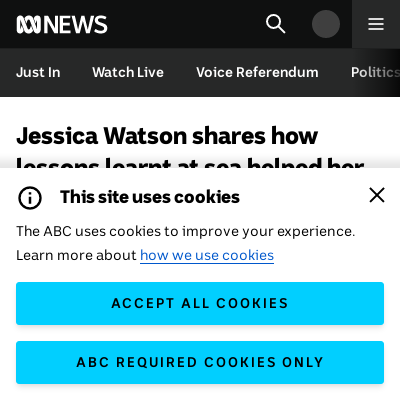 NEWS
Just In Watch Live Voice Referendum Politics
Jessica Watson shares how
lessons learnt at sea helped her
This site uses cookies
The ABC uses cookies to improve your experience.
Learn more about how we use cookies
ACCEPT ALL COOKIES
ABC REQUIRED COOKIES ONLY